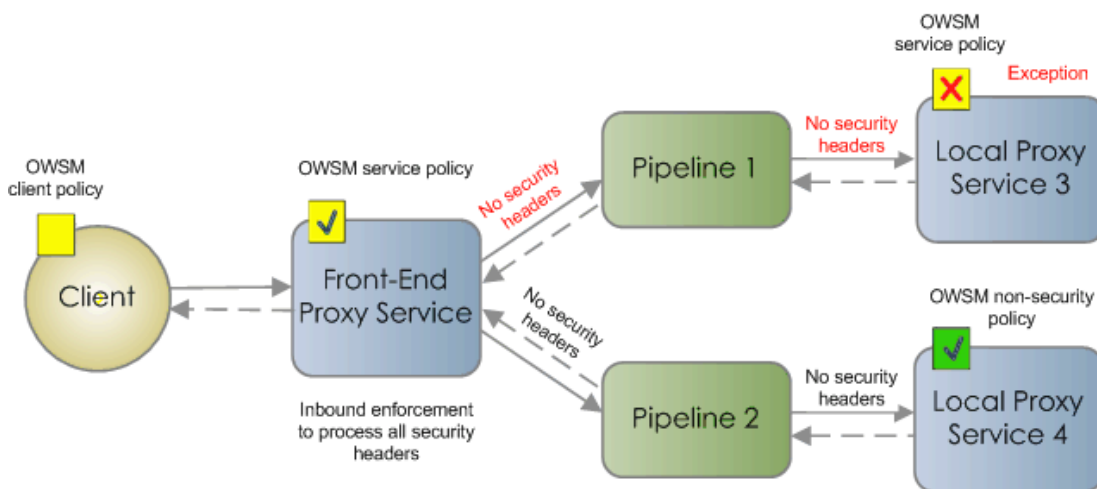 OWSM
client policy
Client
OWSM service policy
Front-End
Proxy Service
Inbound enforcement
to process all security
headers
No security
headers
Pipeline 1
No security
headers
OWSM
service policy
Exception
Local Proxy
Service 3
No security
headers
Pipeline 2
No security
headers
OWSM non-security
policy
Local Proxy
Service 4